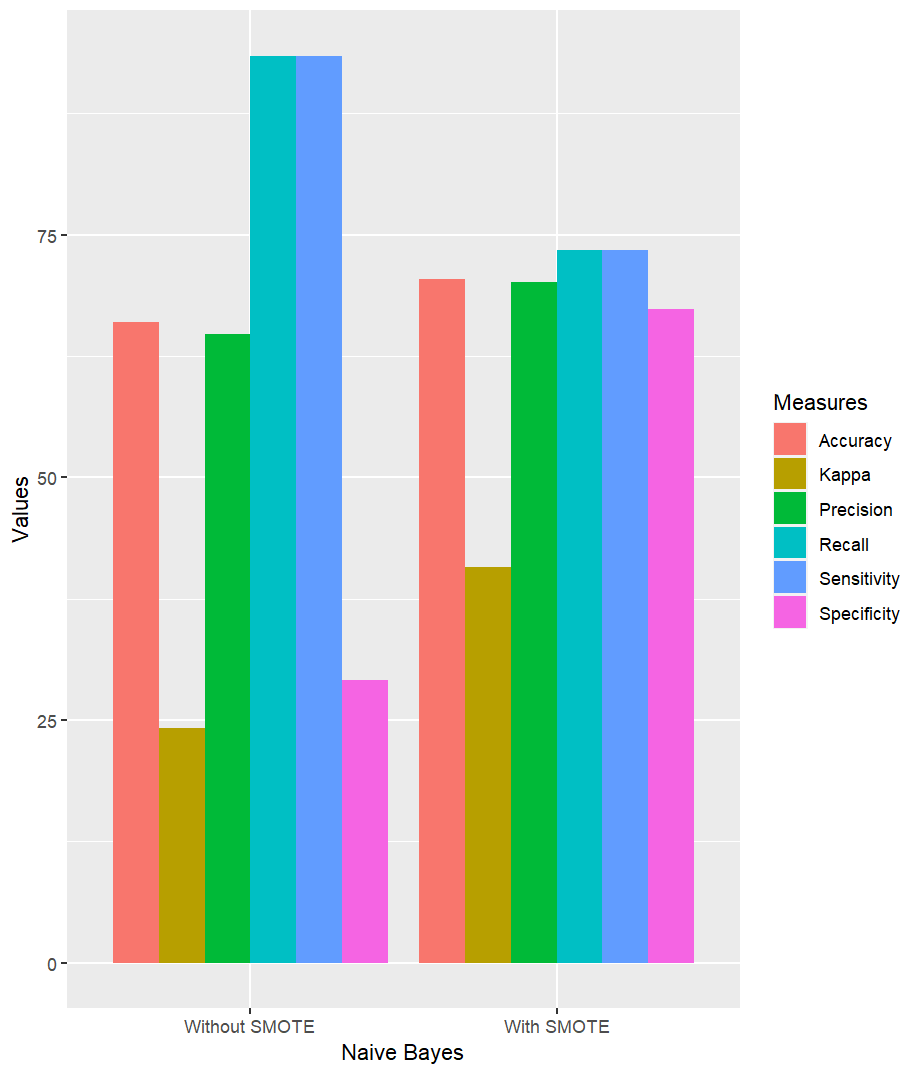 Values
75
50
25
0
Without SMOTE
With SMOTE
Naive Bayes
Measures
Accuracy
Kappa
Precision
Recall
Sensitivity
Specificity